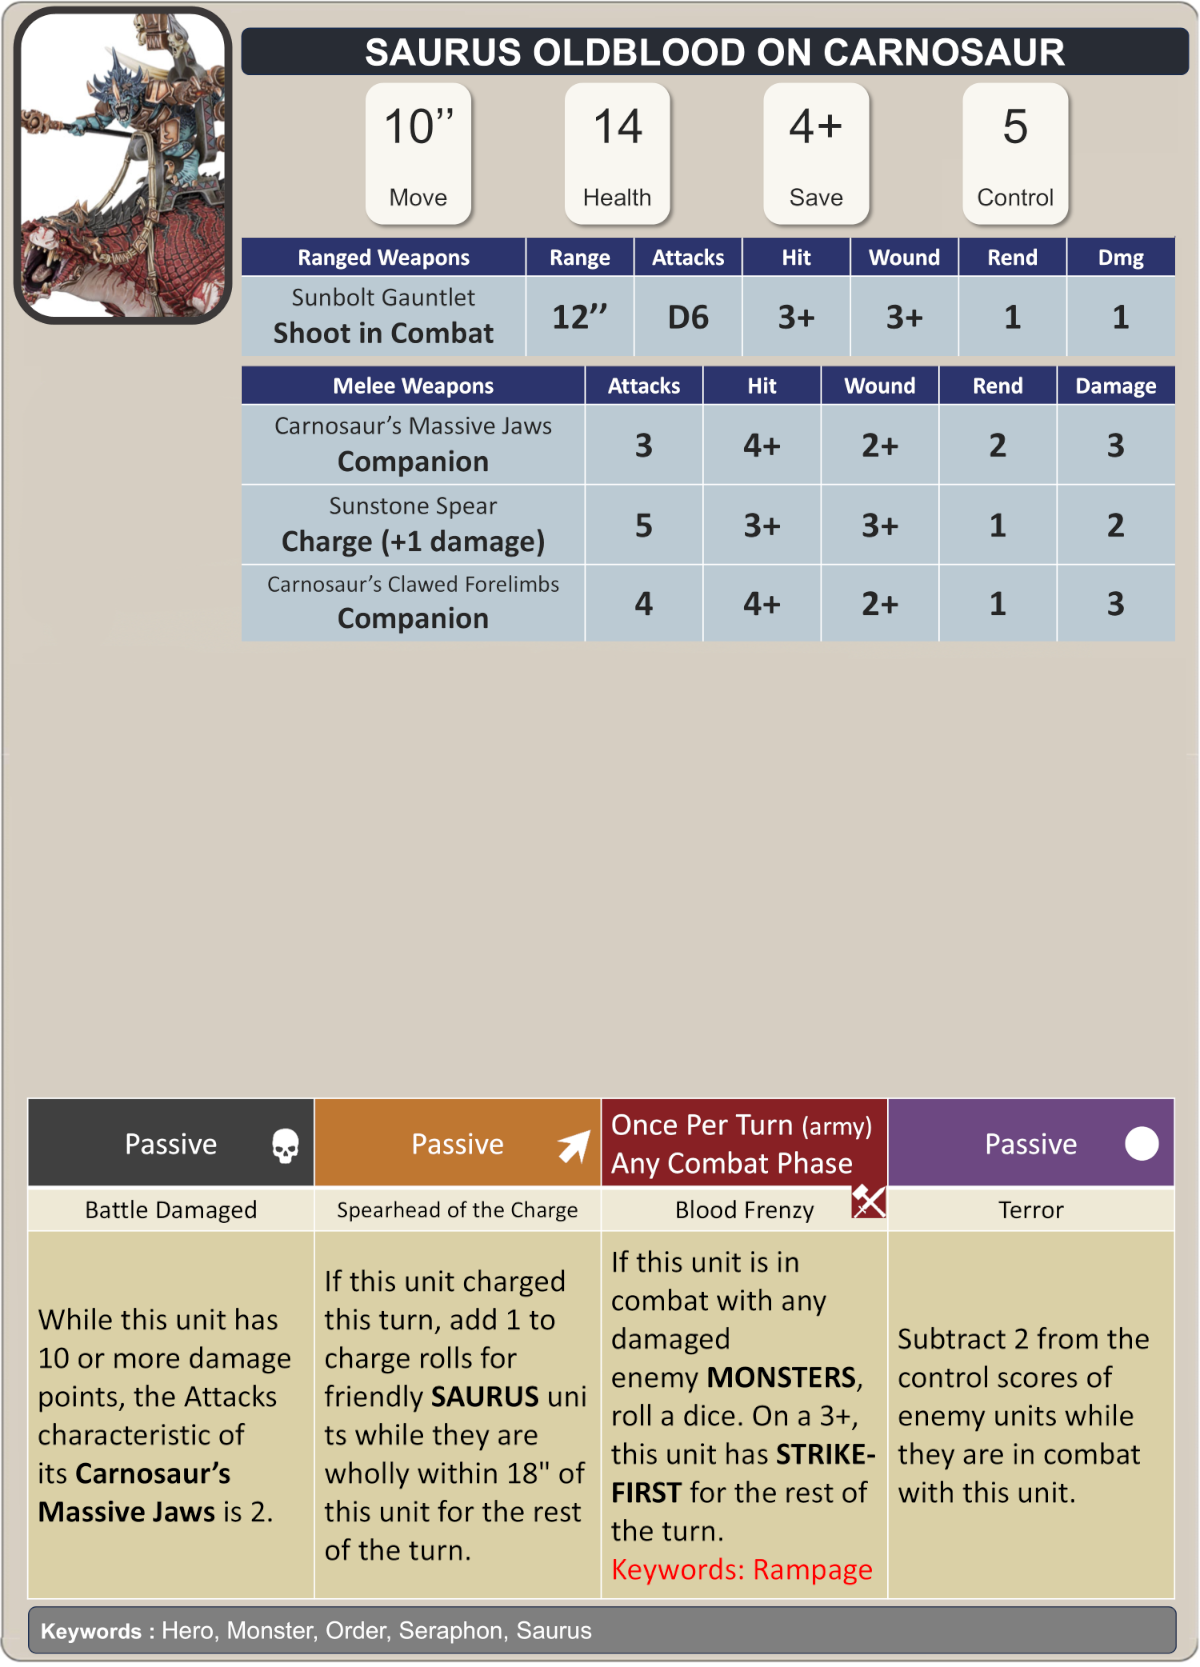 SAURUS OLDBLOOD ON CARNOSAUR
10’’ 14 4+ 5
Move Health Save Control
Ranged Weapons Range Attacks Hit Wound Rend Dmg
Sunbolt Gauntlet
Shoot in Combat 12’’ D6 3+ 3+ 1 1
Melee Weapons Attacks Hit Wound Rend Damage
Carnosaur’s Massive Jaws
Companion 3 4+ 2+ 2 3
Sunstone Spear
Charge (+1 damage) 5 3+ 3+ 1 2
Carnosaur’s Clawed Forelimbs
Companion 4 4+ 2+ 1 3
Passive
Battle Damaged
While this unit has
10 or more damage
points, the Attacks
characteristic of
its Carnosaur’s
Massive Jaws is 2.
Passive
Spearhead of the Charge
If this unit charged
this turn, add 1 to
charge rolls for
friendly SAURUS uni
ts while they are
wholly within 18" of
this unit for the rest
of the turn.
Once Per Turn (army)
Any Combat Phase
Blood Frenzy
If this unit is in
combat with any
damaged
enemy MONSTERS,
roll a dice. On a 3+,
this unit has STRIKE-
FIRST for the rest of
the turn.
Keywords: Rampage
Passive
Terror
Subtract 2 from the
control scores of
enemy units while
they are in combat
with this unit.
Keywords : Hero, Monster, Order, Seraphon, Saurus